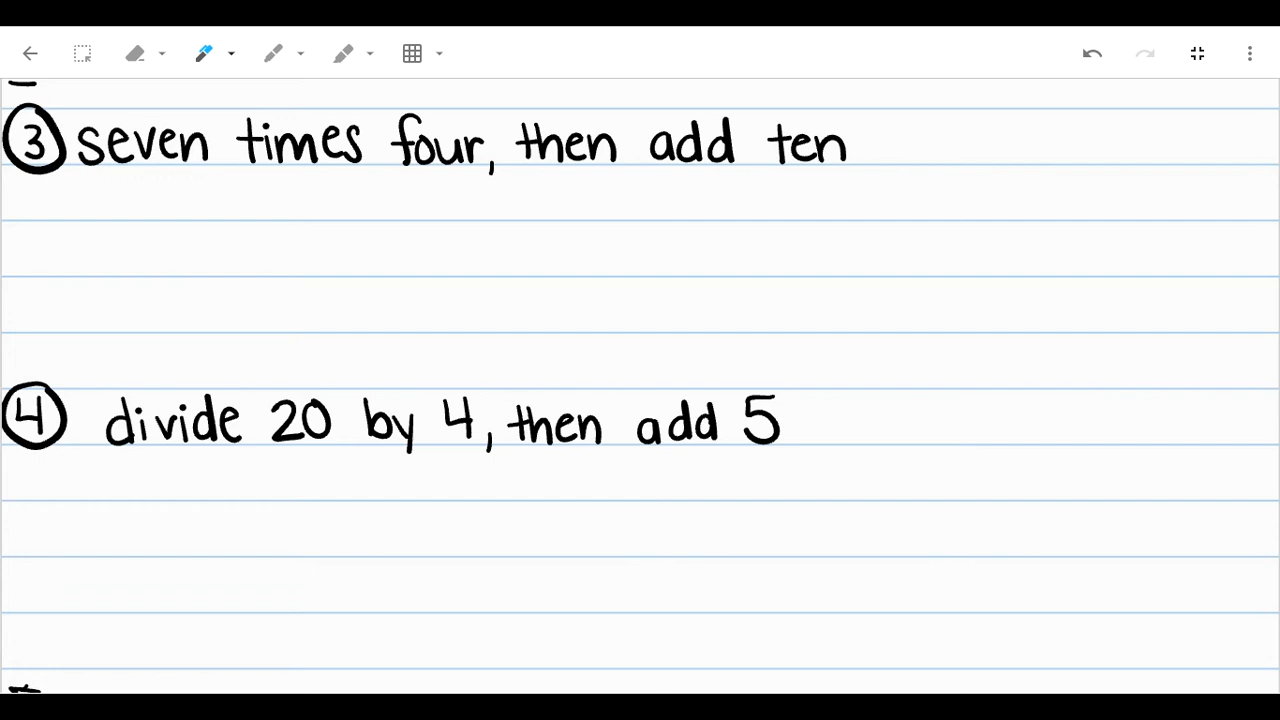 3 seven times four, then add ten
4 divide 20 by 4, then add 5